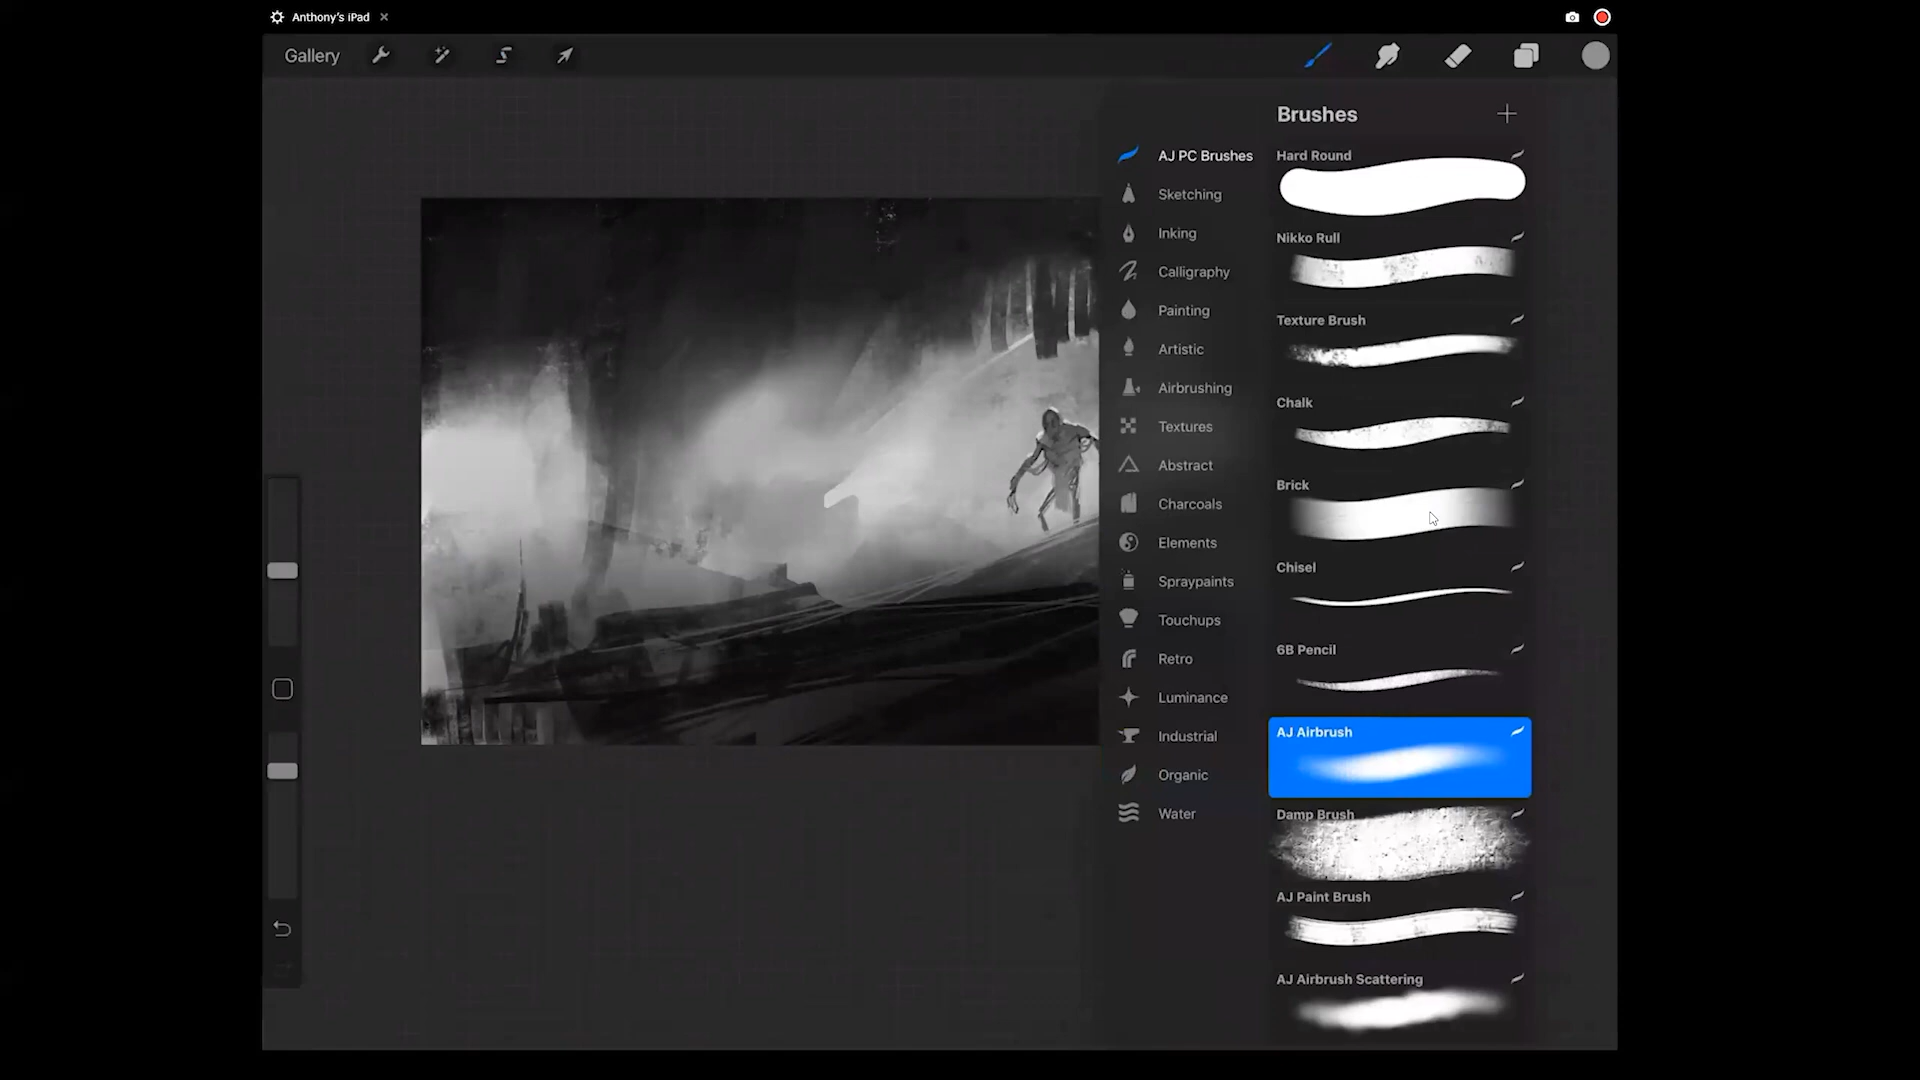 Anthony's iPad
Gallery
Brushes
AJ PC Brushes
Sketching
Inking
Calligraphy
Painting
Artistic
Airbrushing
Textures
Abstract
Charcoals
Elements
Spraypaints
Touchups
Retro
Luminance
Industrial
Organic
Water
Hard Round
Nikko Rull
Texture Brush
Chalk
Brick
Chisel
6B Pencil
AJ Airbrush
Damp Brush
AJ Paint Brush
AJ Airbrush Scattering